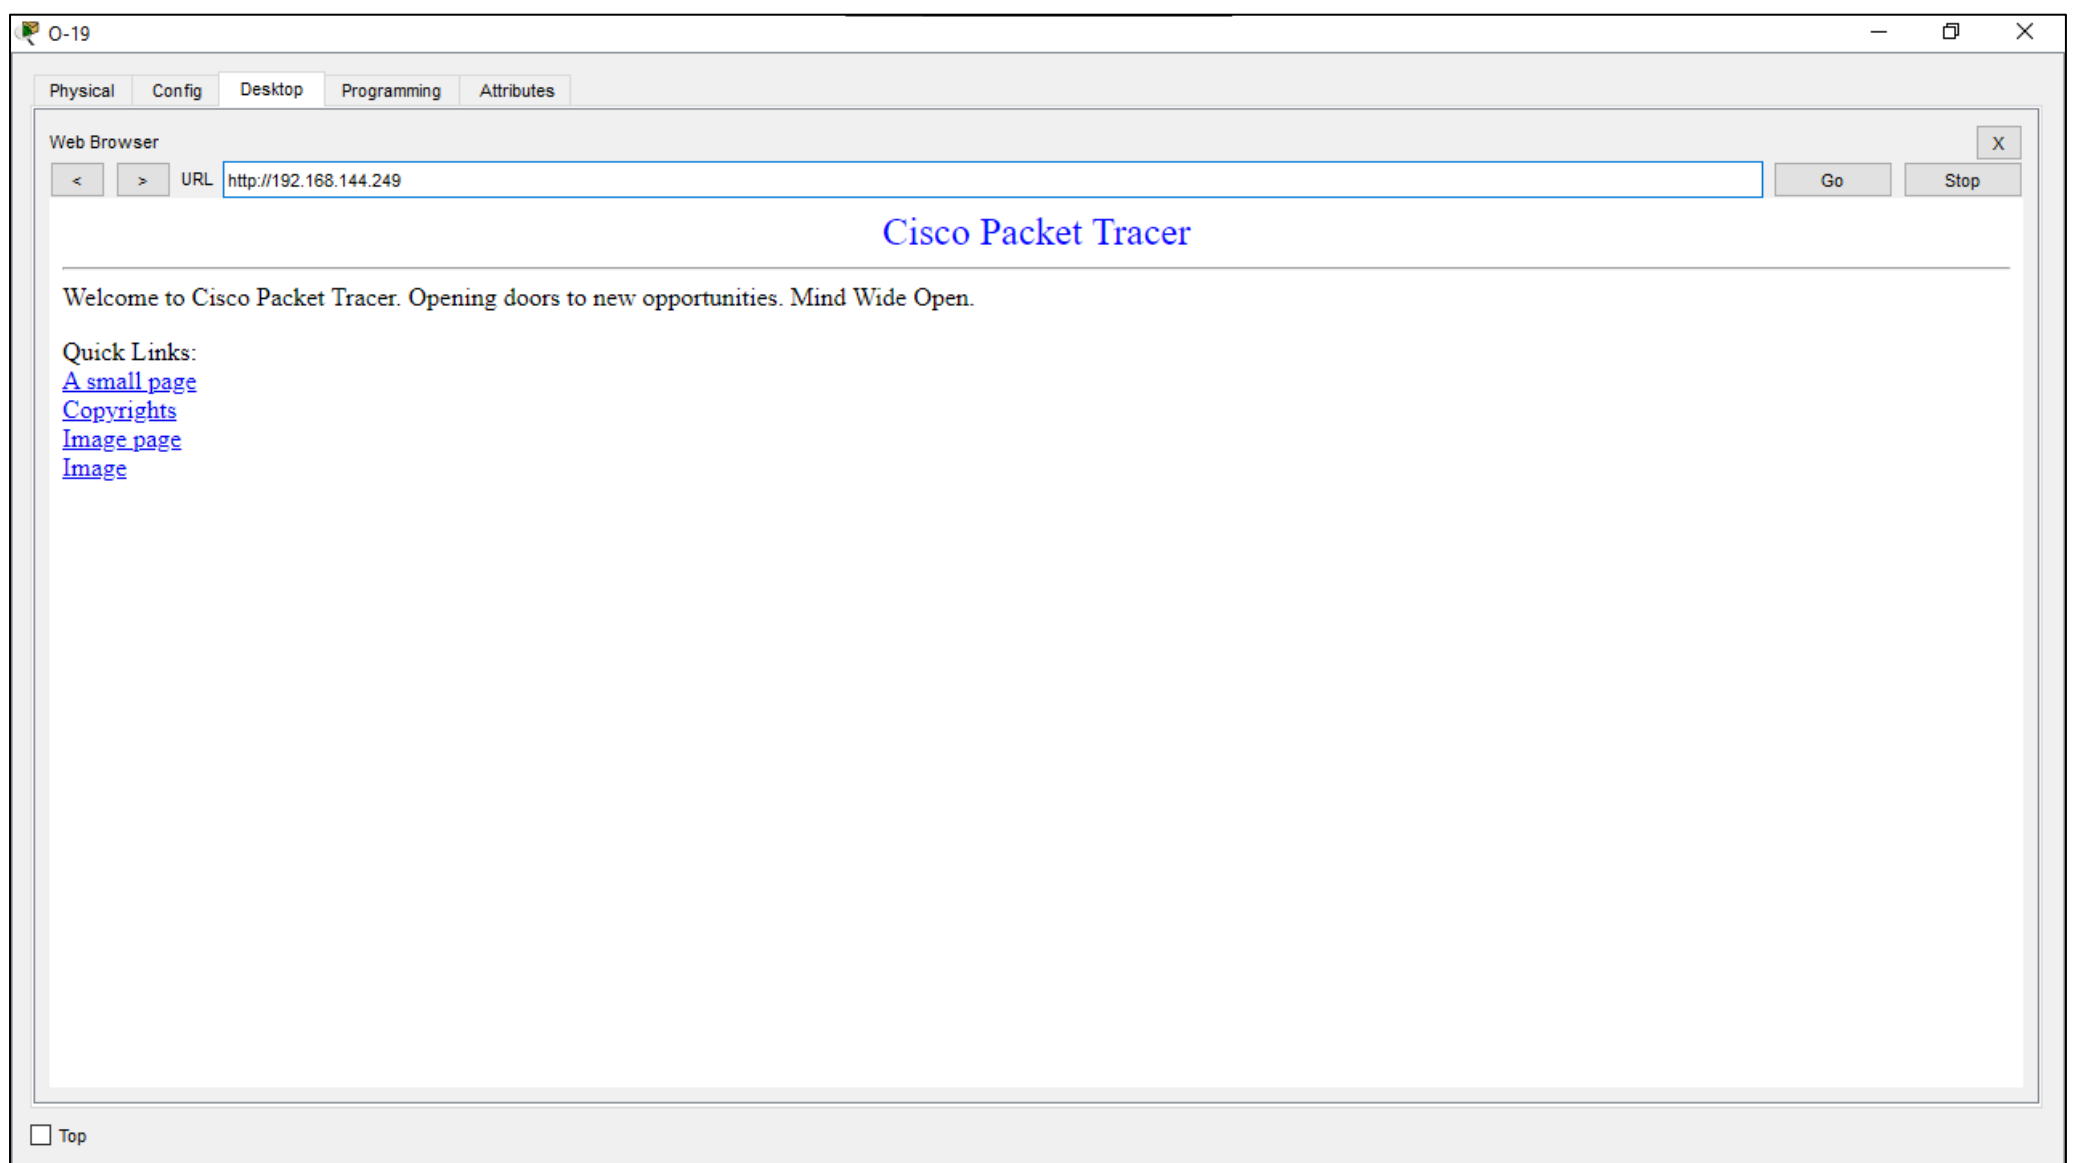 O-19
Physical Config Desktop Programming Attributes
Web Browser
X
< > URL http://192.168.144.249 Go Stop
Cisco Packet Tracer
Welcome to Cisco Packet Tracer. Opening doors to new opportunities. Mind Wide Open.
Quick Links:
A small page
Copyrights
Image page
Image
Top